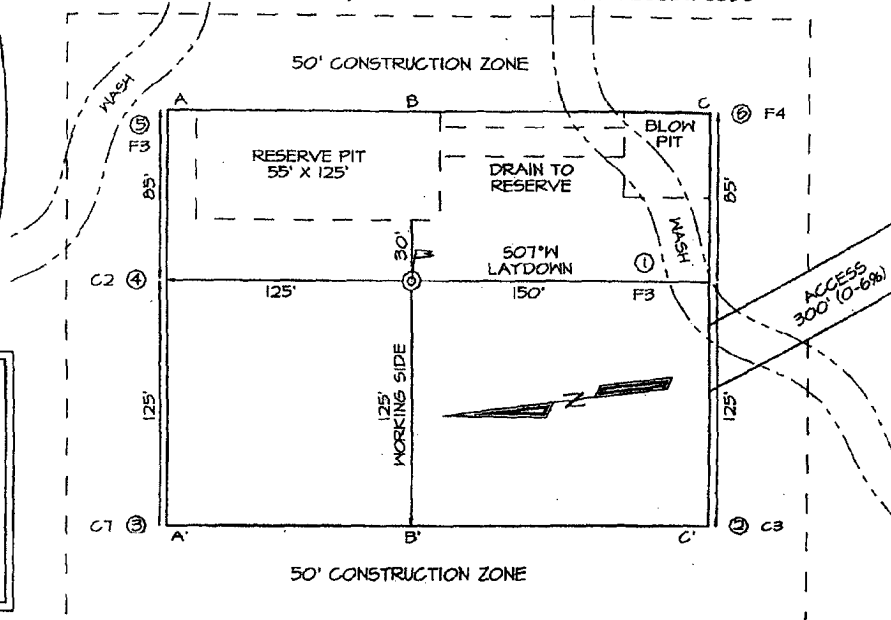 50' CONSTRUCTION ZONE
WASH
A
B
C
⑤
F3
⑥ F4
BLOW
PIT
RESERVE PIT
55' X 125'
DRAIN TO
RESERVE
85'
85'
WASH
30'
507°W
LAYDOWN
①
C2 ④
125'
150'
F3
ACCESS
300' (0-6%)
N
125'
125'
WORKING SIDE
125'
C7 ③
② C3
A'
B'
C'
50' CONSTRUCTION ZONE